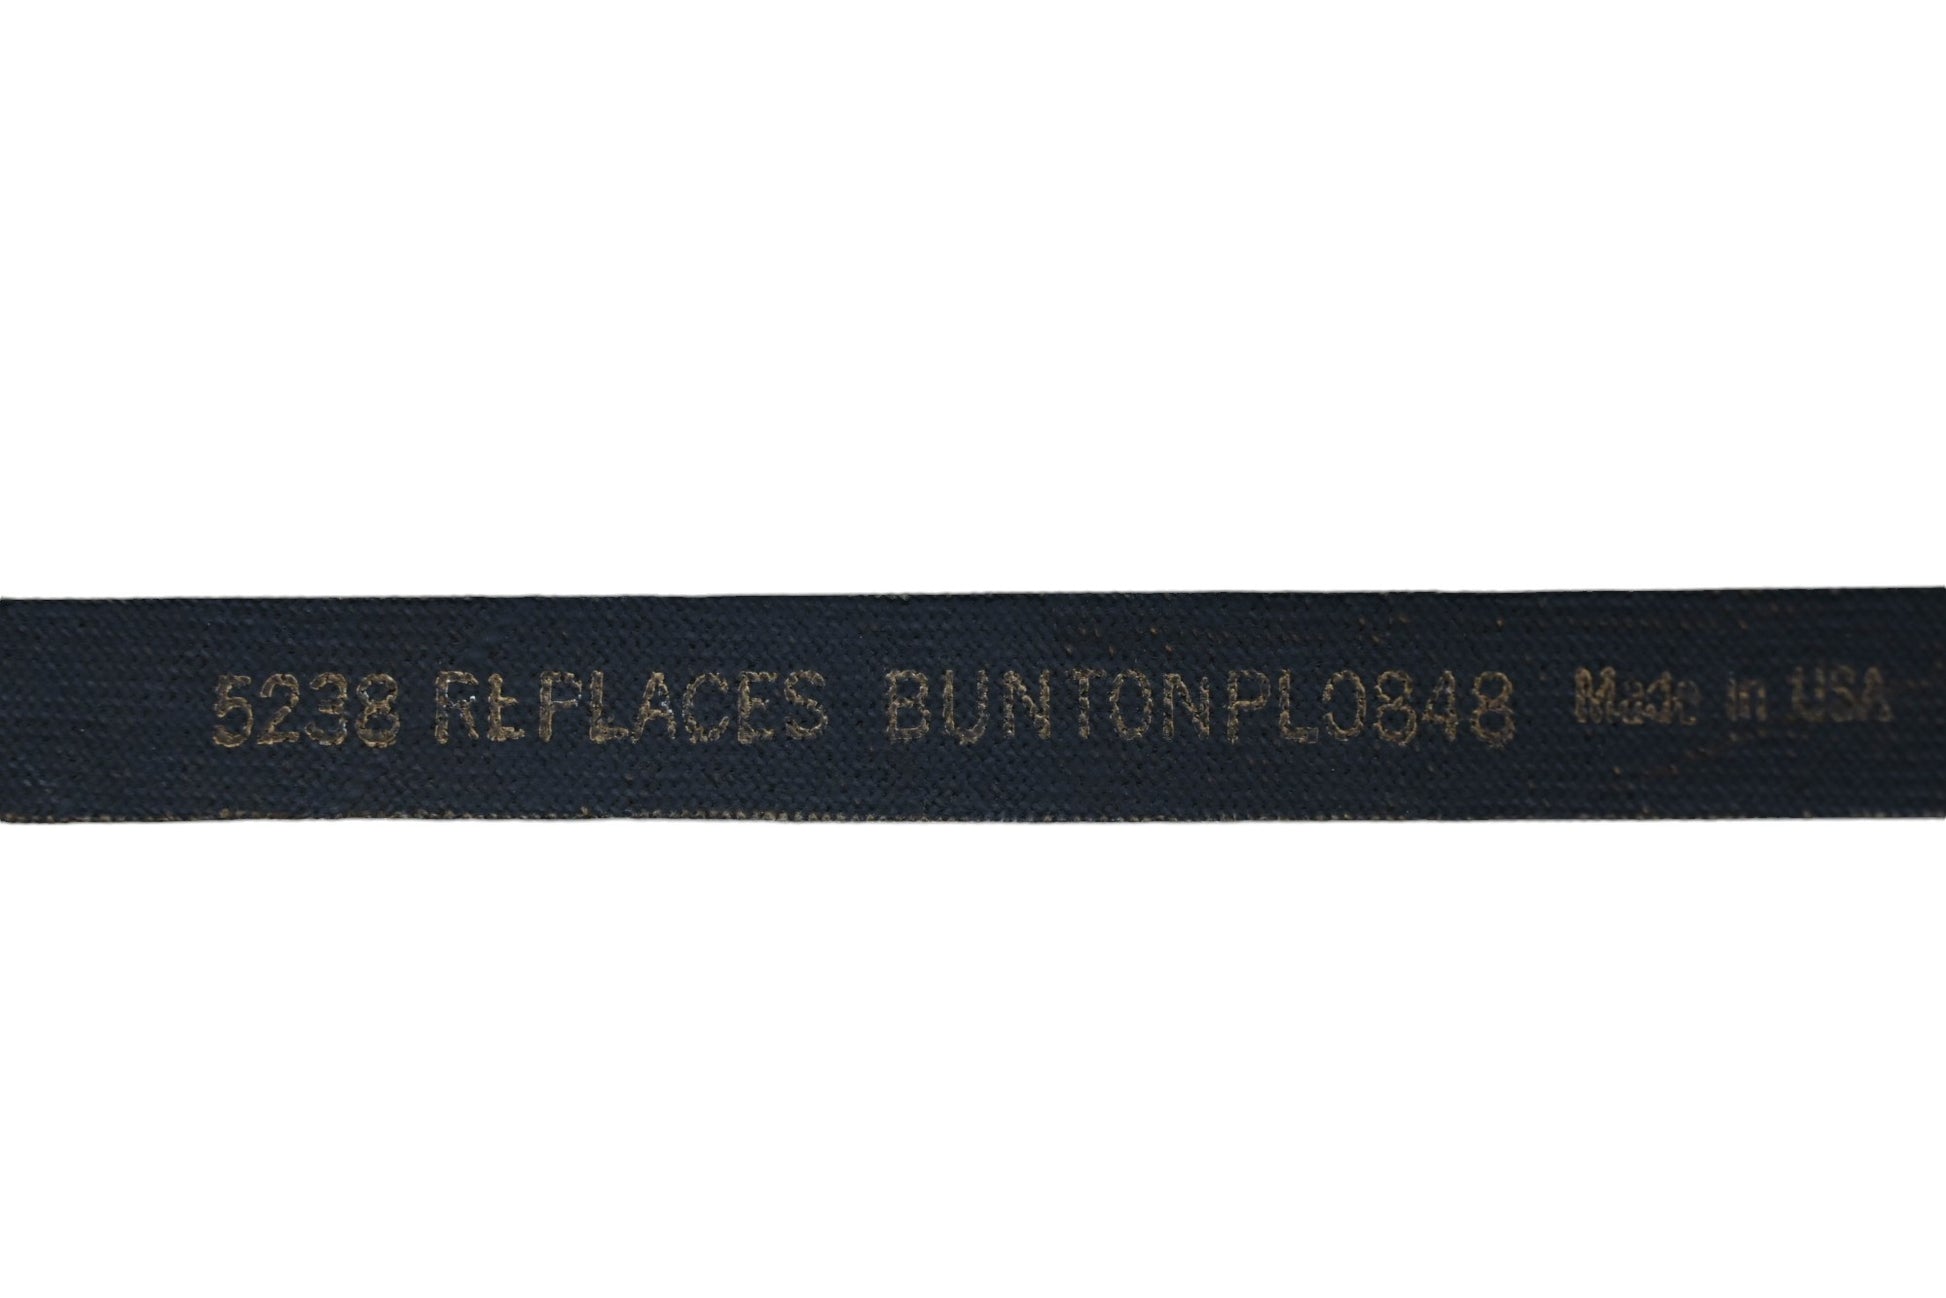 5238 REPLACES BUNTONPL0848 Made in USA